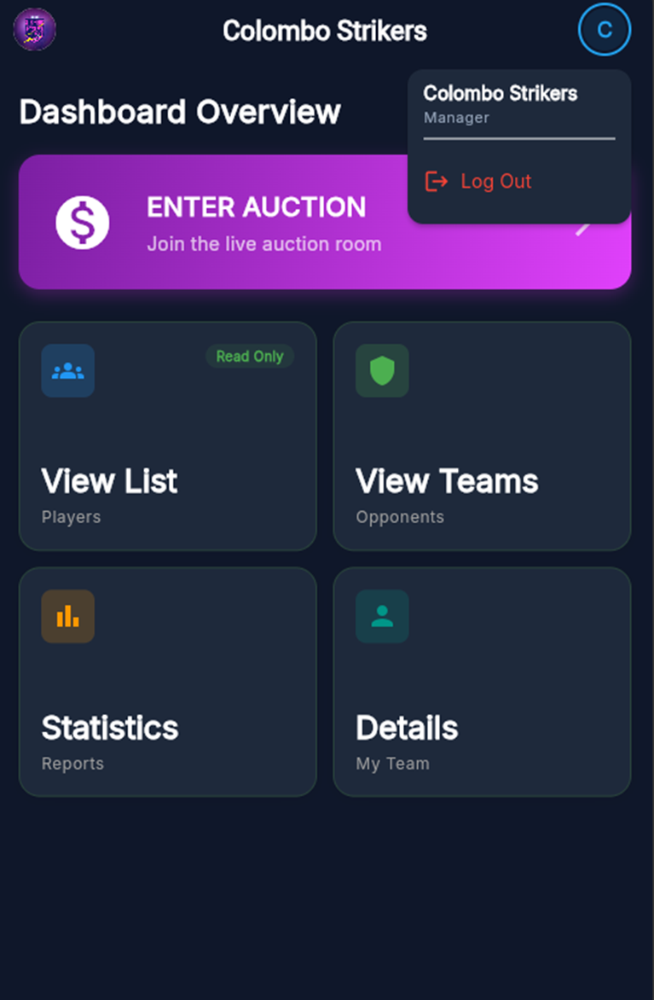 Colombo Strikers
C
Colombo Strikers
Manager
Log Out
Dashboard Overview
ENTER AUCTION
Join the live auction room
Read Only
View List
Players
View Teams
Opponents
Statistics
Reports
Details
My Team